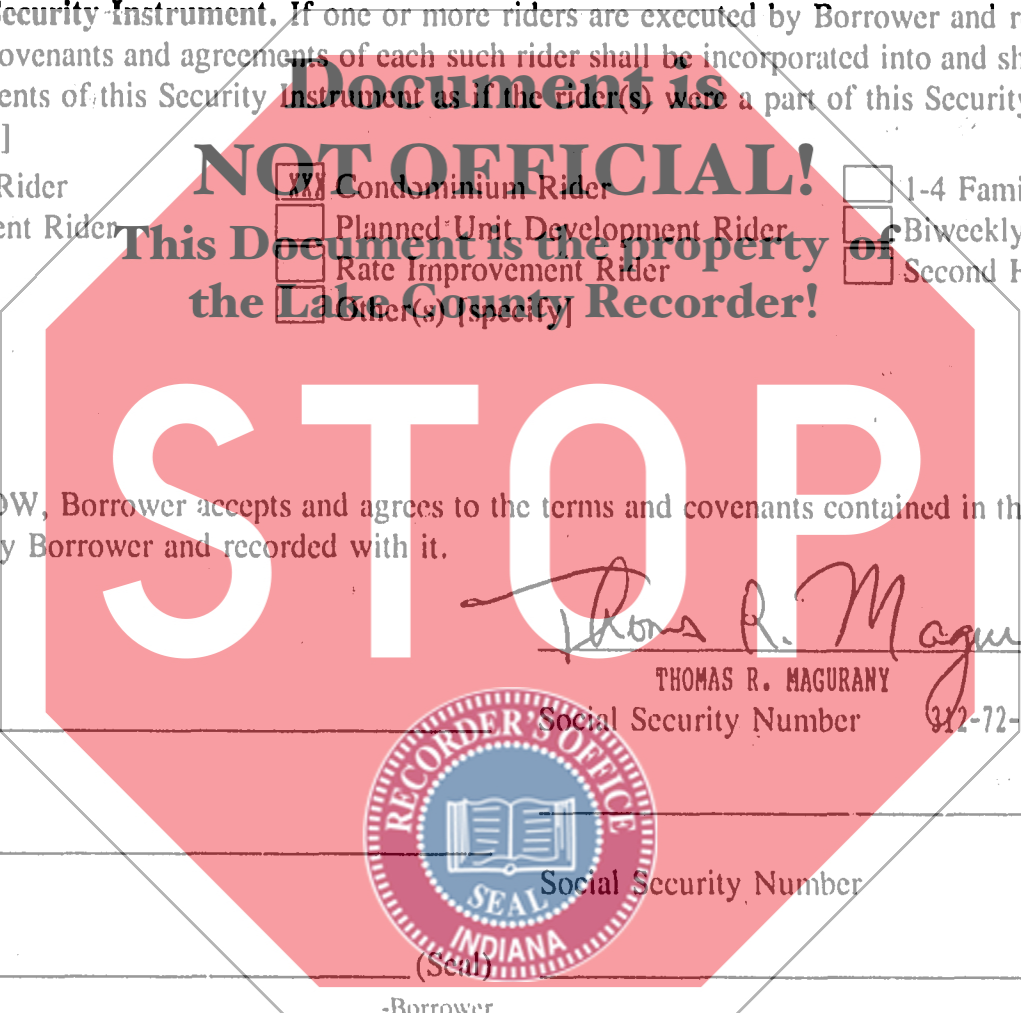 Security Instrument. If one or more riders are executed by Borrower and r
ovenants and agreements of each such rider shall be incorporated into and sh
Document is
ents of this Security Instrument as if the rider(s) were a part of this Security
]
NOT OFFICIAL!
Rider XX Condominium Rider 1-4 Fami
ent Rider Planned Unit Development Rider Biweekly
This Document is the property of
Rate Improvement Rider Second H
the Lake County Recorder!
Other(s) [specify]
STOP
OW, Borrower accepts and agrees to the terms and covenants contained in th
y Borrower and recorded with it.
Thomas R. Magu
THOMAS R. MAGURANY
Social Security Number 312-72-
RECORDER'S OFFICE
SEAL
INDIANA
Social Security Number
(Seal)
-Borrower